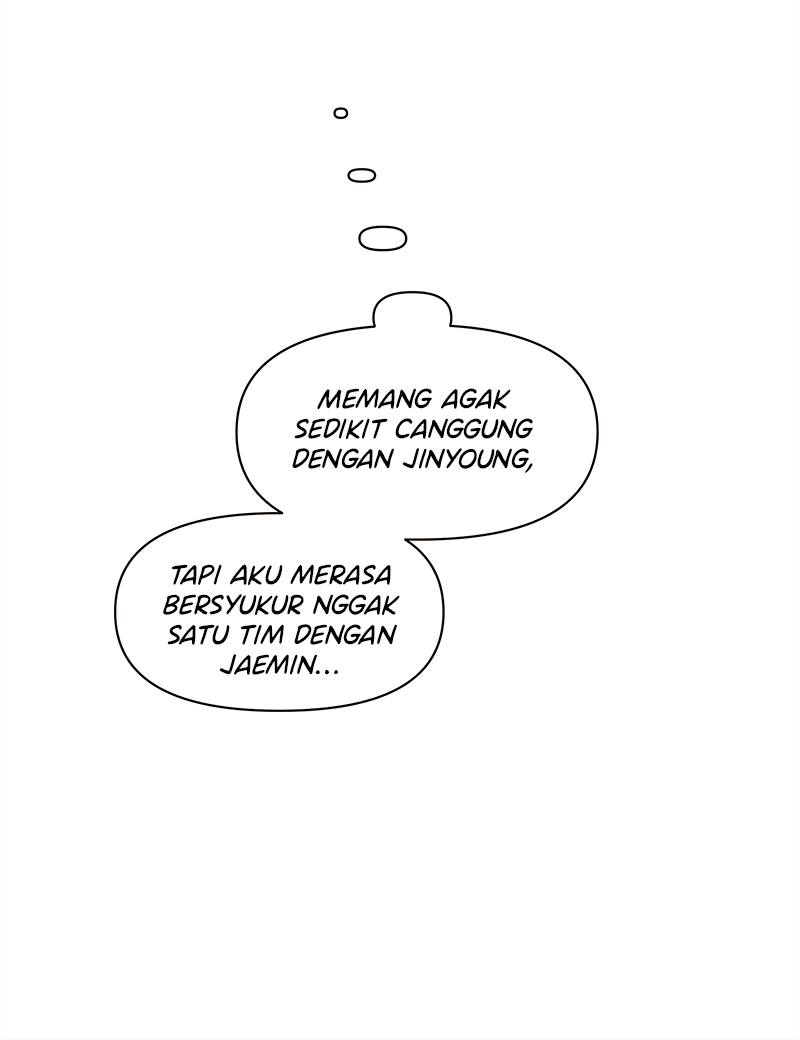 MEMANG AGAK
SEDIKIT CANGGUNG
DENGAN JINYOUNG,
TAPI AKU MERASA
BERSYUKUR NGGAK
SATU TIM DENGAN
JAEMIN...